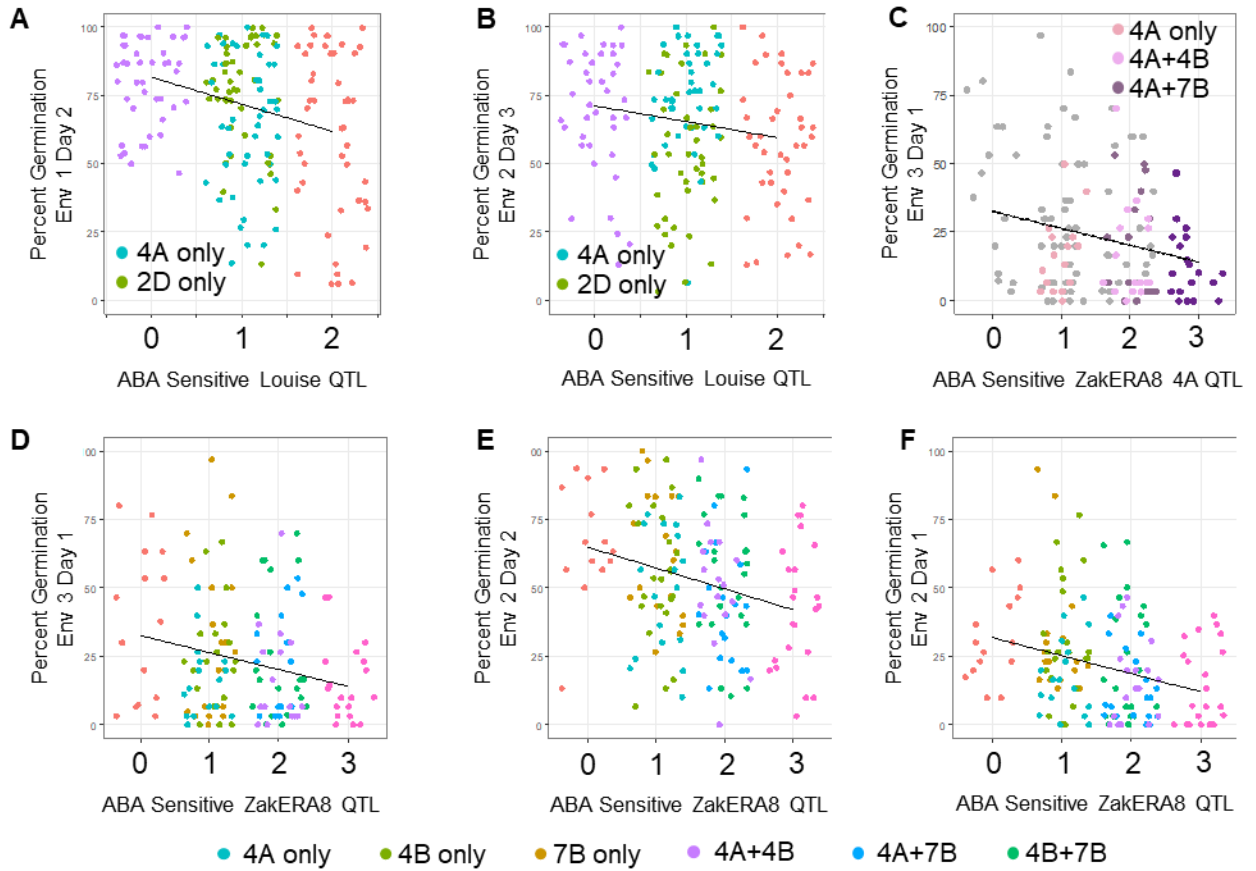 A
Percent Germination
Env 1 Day 2
100
75
50
25
0
4A only
2D only
0 1 2
ABA Sensitive Louise QTL
B
Percent Germination
Env 2 Day 3
100
75
50
25
0
4A only
2D only
0 1 2
ABA Sensitive Louise QTL
C
Percent Germination
Env 3 Day 1
100
75
50
25
0
4A only
4A+4B
4A+7B
0 1 2 3
ABA Sensitive ZakERA8 4A QTL
D
Percent Germination
Env 3 Day 1
00
75
50
25
0
0 1 2 3
ABA Sensitive ZakERA8 QTL
E
Percent Germination
Env 2 Day 2
00
75
50
25
0
0 1 2 3
ABA Sensitive ZakERA8 QTL
F
Percent Germination
Env 2 Day 1
100
75
50
25
0
0 1 2 3
ABA Sensitive ZakERA8 QTL
4A only 4B only 7B only 4A+4B 4A+7B 4B+7B